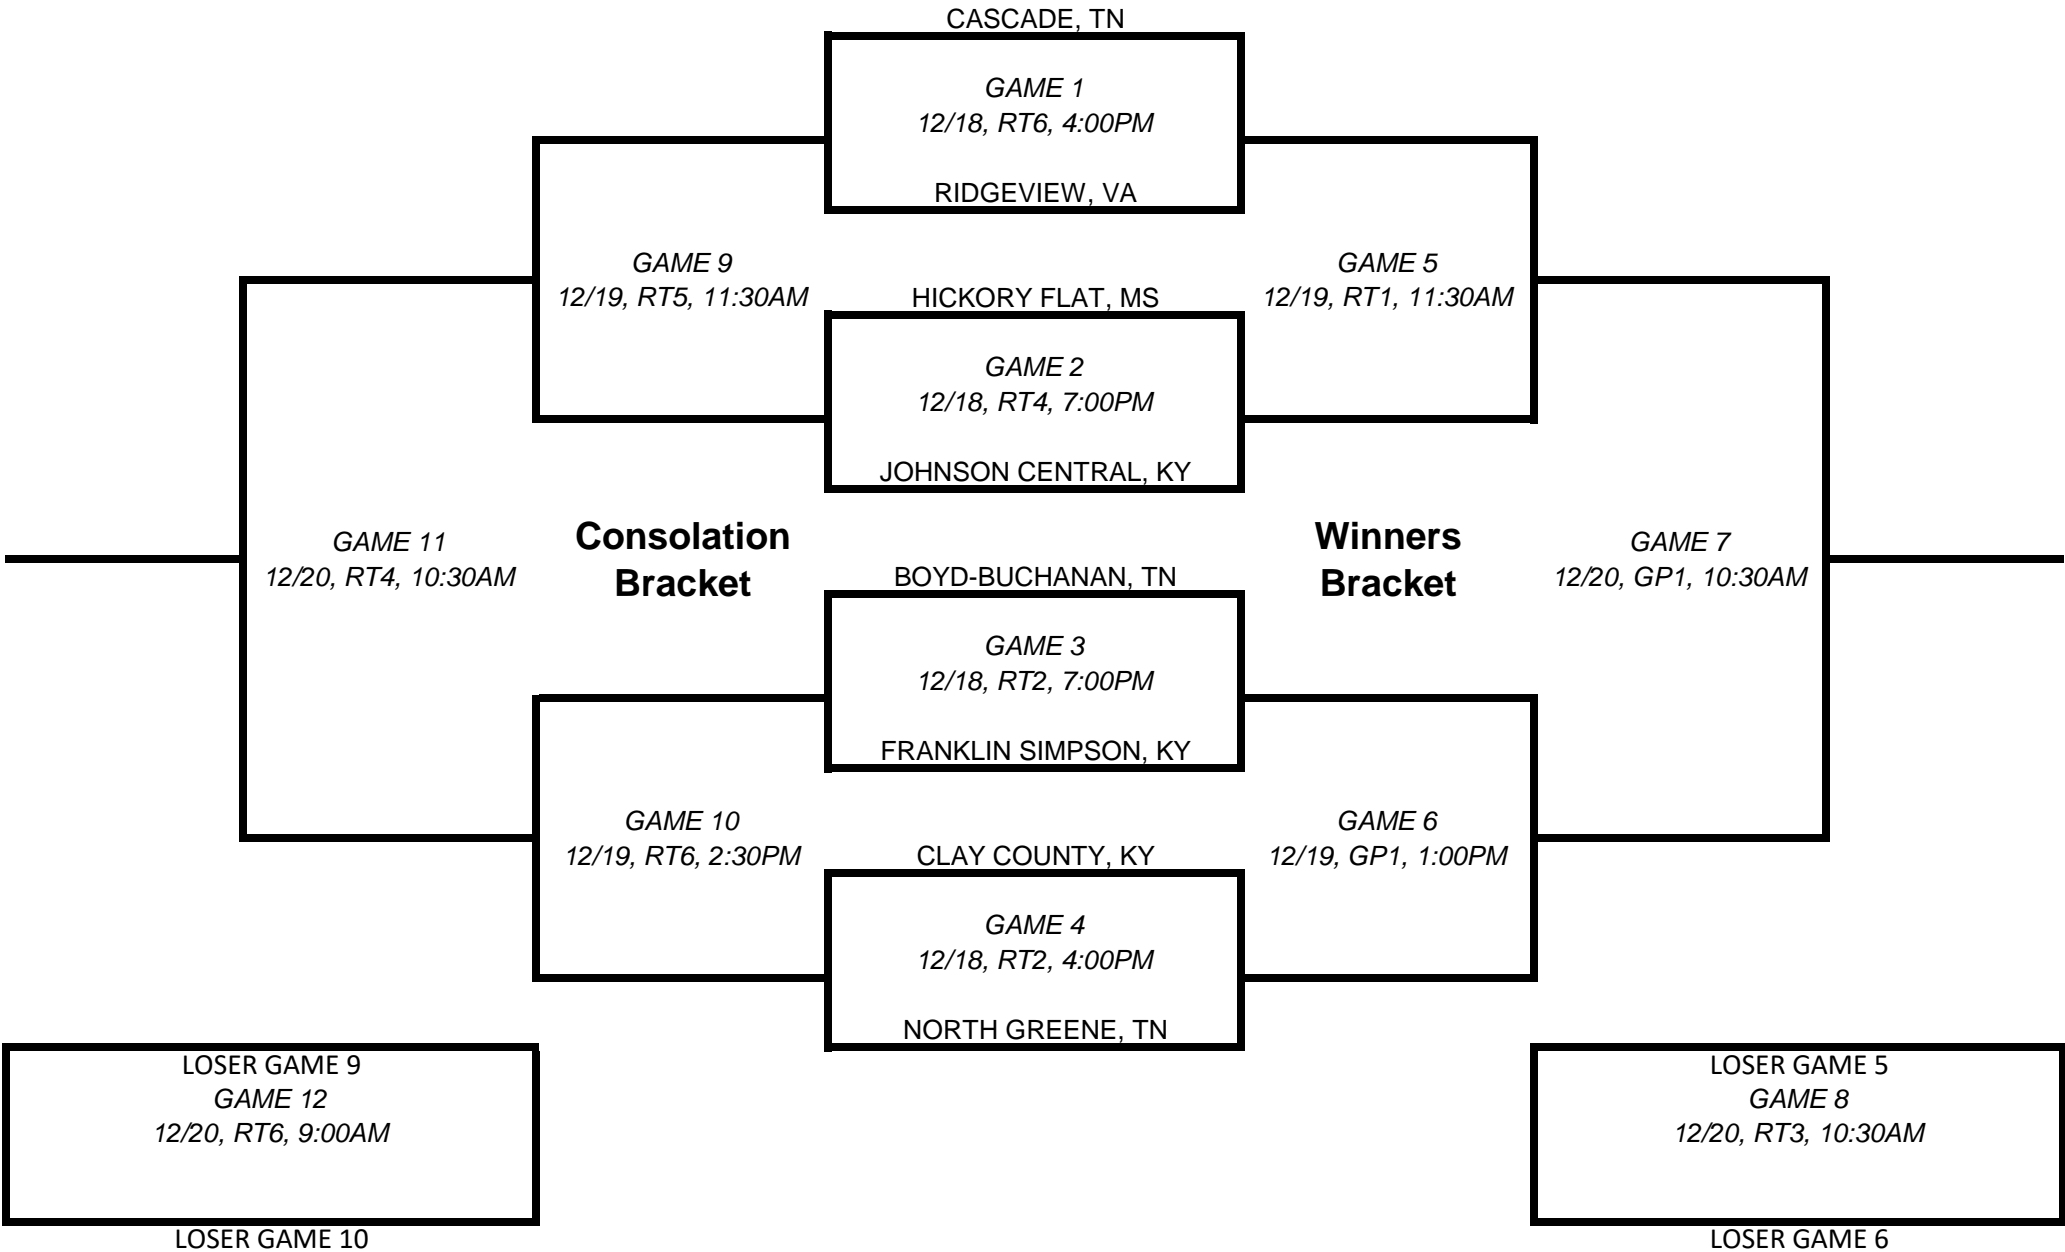 CASCADE, TN
GAME 1
12/18, RT6, 4:00PM
RIDGEVIEW, VA
GAME 9
12/19, RT5, 11:30AM
HICKORY FLAT, MS
GAME 5
12/19, RT1, 11:30AM
GAME 2
12/18, RT4, 7:00PM
JOHNSON CENTRAL, KY
GAME 11
12/20, RT4, 10:30AM
Consolation
Bracket
BOYD-BUCHANAN, TN
Winners
Bracket
GAME 7
12/20, GP1, 10:30AM
GAME 3
12/18, RT2, 7:00PM
FRANKLIN SIMPSON, KY
GAME 10
12/19, RT6, 2:30PM
CLAY COUNTY, KY
GAME 6
12/19, GP1, 1:00PM
GAME 4
12/18, RT2, 4:00PM
NORTH GREENE, TN
LOSER GAME 9
GAME 12
12/20, RT6, 9:00AM
LOSER GAME 10
LOSER GAME 5
GAME 8
12/20, RT3, 10:30AM
LOSER GAME 6